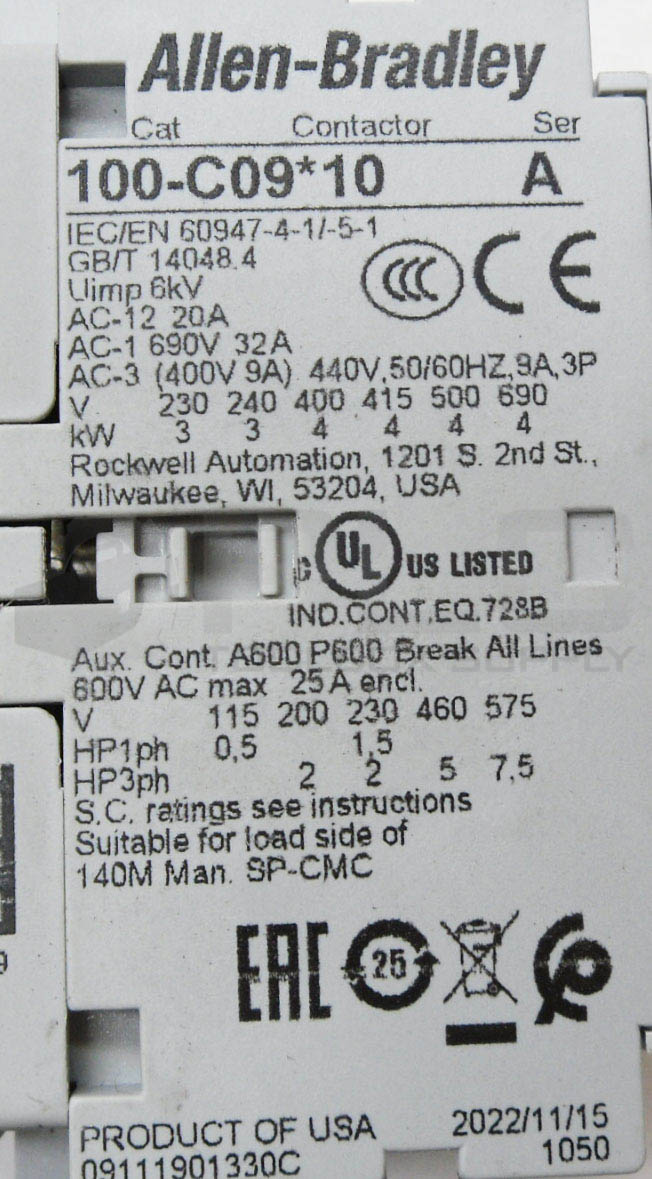 Allen-Bradley
Cat Contactor Ser
100-C09*10 A
IEC/EN 60947-4-1/-5-1
GB/T 14048.4
Uimp 6kV
CCC CE
AC-12 20A
AC-1 690V 32A
AC-3 (400V 9A) 440V,50/60HZ,9A,3P
V 230 240 400 415 500 690
kW 3 3 4 4 4 4
Rockwell Automation, 1201 S. 2nd St.,
Milwaukee, WI, 53204, USA
C UL US LISTED
IND.CONT.EQ.728B
Aux. Cont. A600 P600 Break All Lines
600V AC max 25A encl.
V 115 200 230 460 575
HP1ph 0,5 1,5
HP3ph 2 2 5 7,5
S.C. ratings see instructions
Suitable for load side of
140M Man. SP-CMC
9
EAC 25
PRODUCT OF USA 2022/11/15
09111901330C 1050